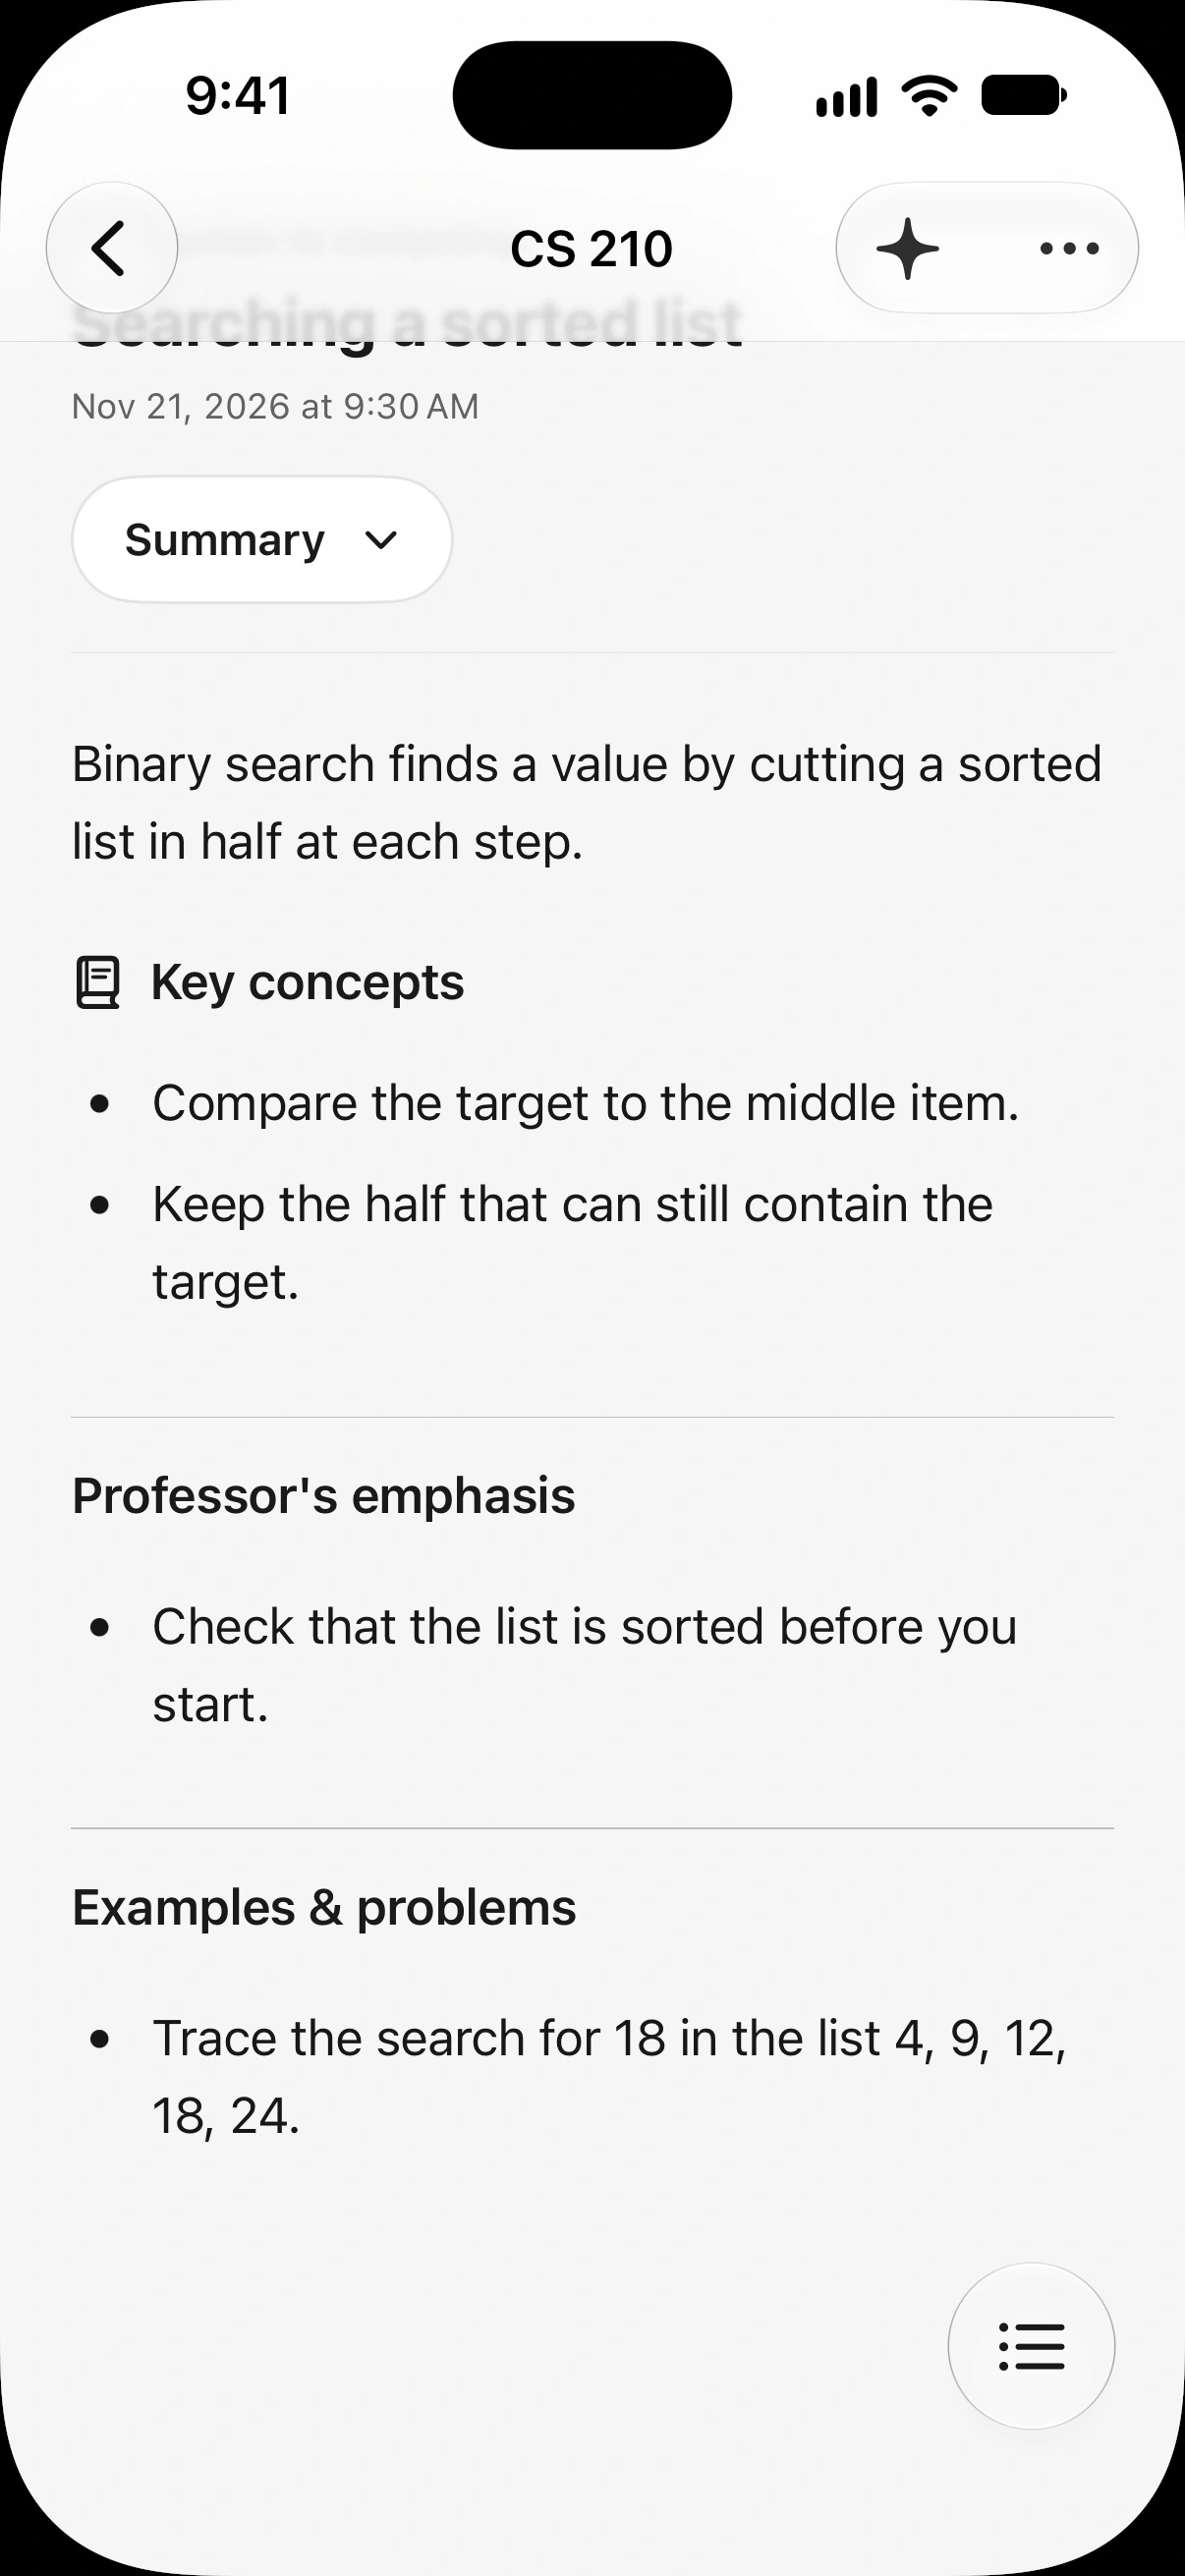 9:41
CS 210
Searching a sorted list
Nov 21, 2026 at 9:30 AM
Summary
Binary search finds a value by cutting a sorted
list in half at each step.
Key concepts
• Compare the target to the middle item.
• Keep the half that can still contain the
target.
Professor's emphasis
• Check that the list is sorted before you
start.
Examples & problems
• Trace the search for 18 in the list 4, 9, 12,
18, 24.